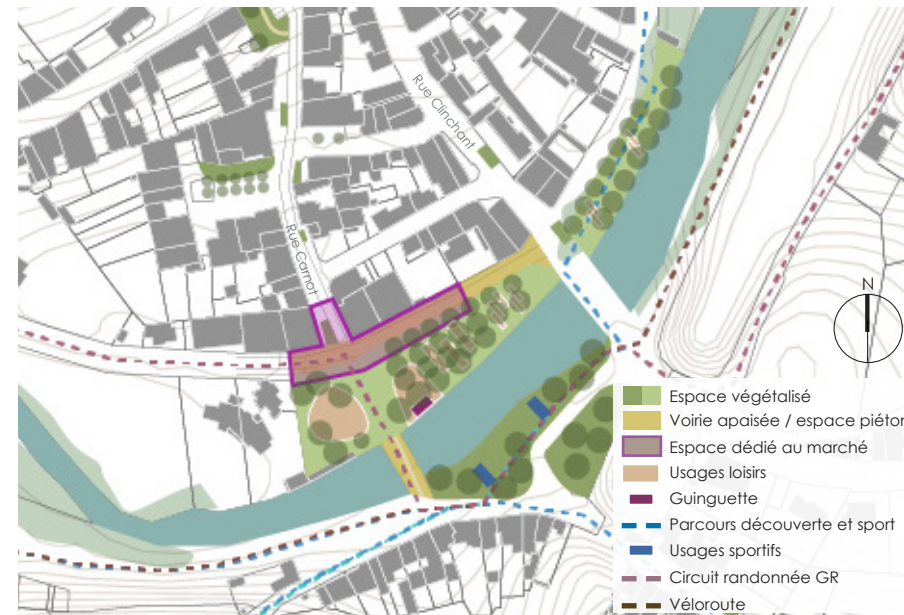 Rue Clinchant
Rue Carnot
N
Espace végétalisé
Voirie apaisée / espace piéton
Espace dédié au marché
Usages loisirs
Guinguette
Parcours découverte et sport
Usages sportifs
Circuit randonnée GR
Véloroute